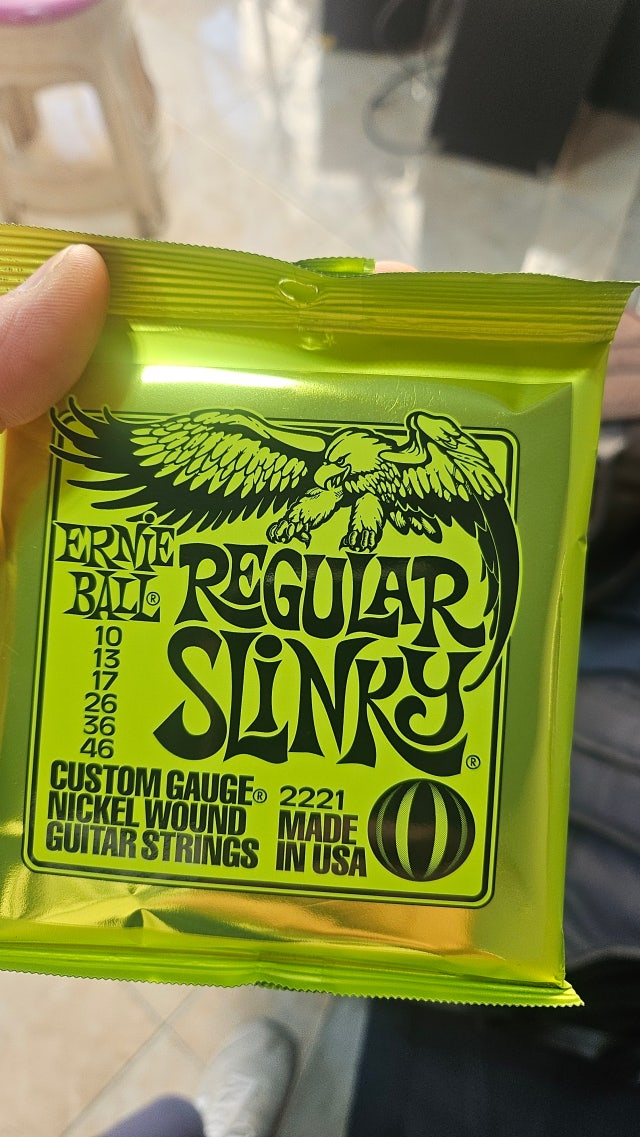 ERNiE
BALL®
REGULAR
SLiNKY®
10
13
17
26
36
46
CUSTOM GAUGE®
NICKEL WOUND
GUITAR STRINGS
2221
MADE
IN USA